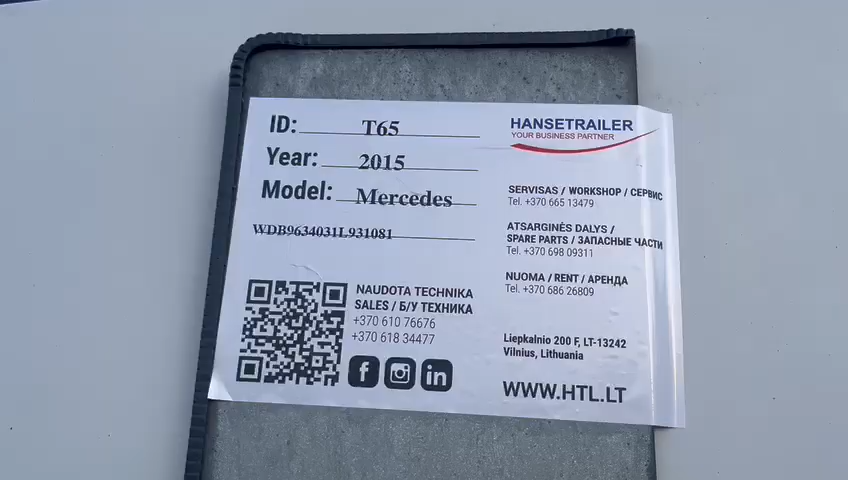 ID: T65
Year: 2015
Model: Mercedes
WDB9634031L931081
NAUDOTA TECHNIKA
SALES / Б/У ТЕХНИКА
+370 610 76676
+370 618 34477
HANSETRAILER
YOUR BUSINESS PARTNER
SERVISAS / WORKSHOP / СЕРВИС
Tel. +370 665 13479
ATSARGINĖS DALYS /
SPARE PARTS / ЗАПАСНЫЕ ЧАСТИ
Tel. +370 698 09311
NUOMA / RENT / АРЕНДА
Tel. +370 686 26809
Liepkalnio 200 F, LT-13242
Vilnius, Lithuania
WWW.HTL.LT